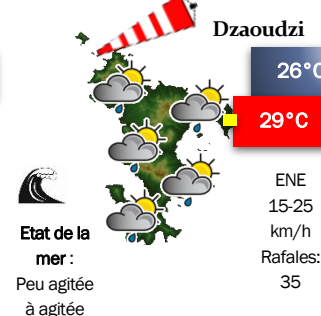 Dzaoudzi
26°C
29°C
ENE
15-25
km/h
Rafales:
35
Etat de la
mer :
Peu agitée
à agitée